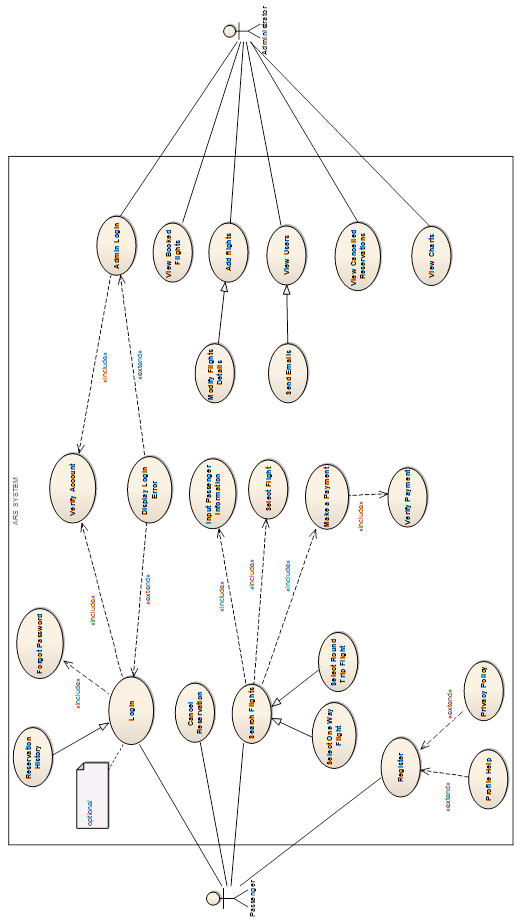 ARS SYSTEM
Passenger
optional
Reservation
History
Forgot Password
Login
Cancel
Reservation
Search Flights
Select One Way
Flight
Select Round
Trip Flight
Register
Profile Help
Privacy Policy
«include»
«include»
«extend»
«include»
«include»
«include»
«include»
«extend»
«extend»
Verify Account
Display Login
Error
Input Passenger
Information
Select Flight
Make a Payment
Verify Payment
«include»
«extend»
Modify Flights
Details
Send Emails
Admin Login
View Booked
Flights
Add flights
View Users
View Cancelled
Reservations
View Charts
Administrator